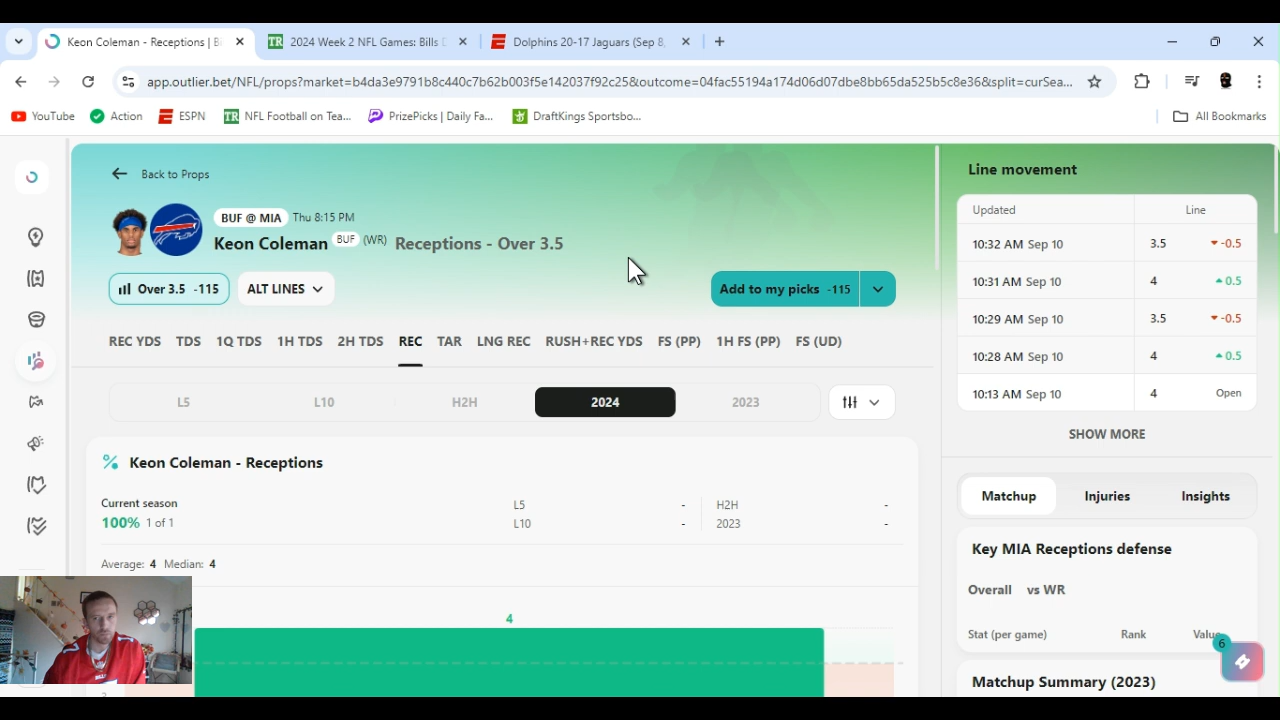 Keon Coleman - Receptions | B
2024 Week 2 NFL Games: Bills
Dolphins 20-17 Jaguars (Sep 8,
app.outlier.bet/NFL/props?market=b4da3e9791b8c440c7b62b003f5e142037f92c25&outcome=04fac55194a174d06d07dbe8bb65da525b5c8e36&split=curSea...
YouTube
Action
ESPN
NFL Football on Tea...
PrizePicks | Daily Fa...
DraftKings Sportsbo...
All Bookmarks
Back to Props
BUF @ MIA Thu 8:15 PM
Keon Coleman BUF (WR) Receptions - Over 3.5
Over 3.5 -115
ALT LINES
Add to my picks -115
REC YDS TDS 1Q TDS 1H TDS 2H TDS REC TAR LNG REC RUSH+REC YDS FS (PP) 1H FS (PP) FS (UD)
L5 L10 H2H 2024 2023
Keon Coleman - Receptions
Current season
100% 1 of 1
L5 -
L10 -
H2H -
2023 -
Average: 4 Median: 4
4
Line movement
Updated Line
10:32 AM Sep 10 3.5 -0.5
10:31 AM Sep 10 4 0.5
10:29 AM Sep 10 3.5 -0.5
10:28 AM Sep 10 4 0.5
10:13 AM Sep 10 4 Open
SHOW MORE
Matchup Injuries Insights
Key MIA Receptions defense
Overall vs WR
Stat (per game) Rank Value
6
Matchup Summary (2023)